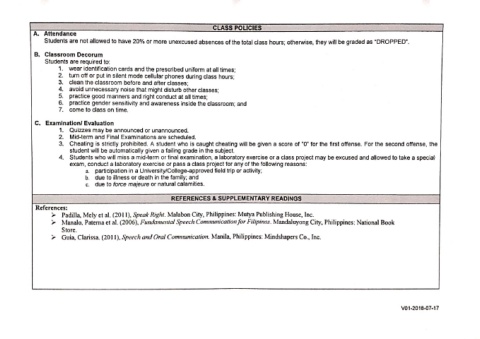 CLASS POLICIES
A. Attendance
Students are not allowed to have 20% or more unexcused absences of the total class hours; otherwise, they will be graded as "DROPPED".
B. Classroom Decorum
Students are required to:
1. wear identification cards and the prescribed uniform at all times;
2. turn off or put in silent mode cellular phones during class hours;
3. clean the classroom before and after classes;
4. avoid unnecessary noise that might disturb other classes;
5. practice good manners and right conduct at all times;
6. practice gender sensitivity and awareness inside the classroom; and
7. come to class on time.
C. Examination/ Evaluation
1. Quizzes may be announced or unannounced.
2. Mid-term and Final Examinations are scheduled.
3. Cheating is strictly prohibited. A student who is caught cheating will be given a score of "0" for the first offense. For the second offense, the
student will be automatically given a failing grade in the subject.
4. Students who will miss a mid-term or final examination, a laboratory exercise or a class project may be excused and allowed to take a special
exam, conduct a laboratory exercise or pass a class project for any of the following reasons:
a. participation in a University/College-approved field trip or activity;
b. due to illness or death in the family; and
c. due to force majeure or natural calamities.
REFERENCES & SUPPLEMENTARY READINGS
References:
➢ Padilla, Mely et al. (2011), Speak Right. Malabon City, Philippines: Mutya Publishing House, Inc.
➢ Manalo, Paterna et al. (2006), Fundamental Speech Communication for Filipinos. Mandaluyong City, Philippines: National Book
Store.
➢ Guia, Clarissa. (2011), Speech and Oral Communication. Manila, Philippines: Mindshapers Co., Inc.
V01-2018-07-17